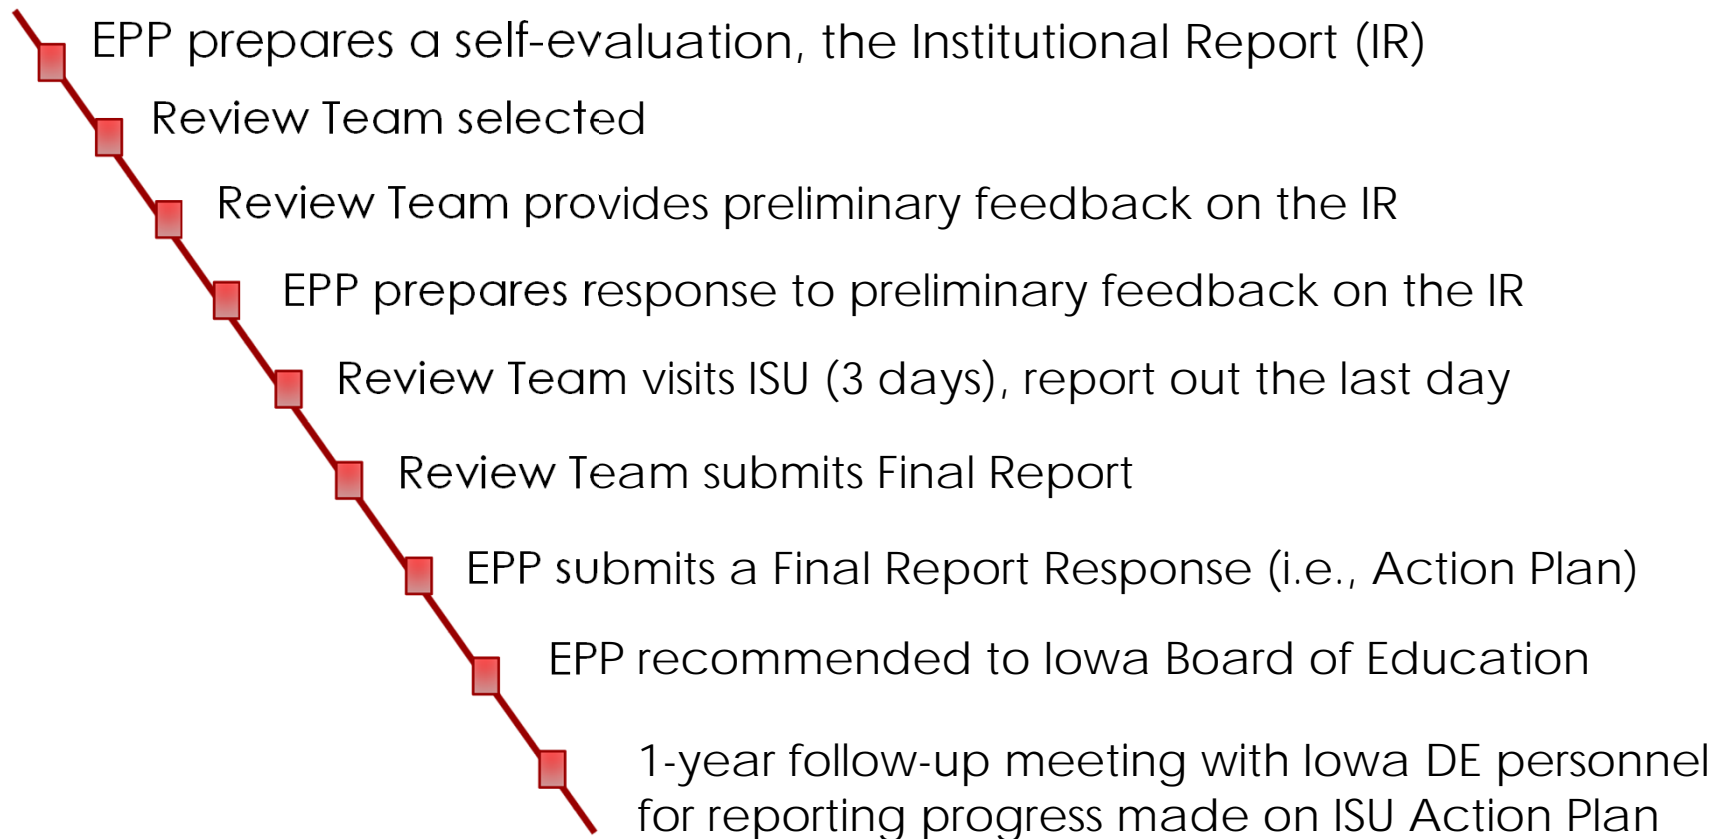 EPP prepares a self-evaluation, the Institutional Report (IR)
Review Team selected
Review Team provides preliminary feedback on the IR
EPP prepares response to preliminary feedback on the IR
Review Team visits ISU (3 days), report out the last day
Review Team submits Final Report
EPP submits a Final Report Response (i.e., Action Plan)
EPP recommended to Iowa Board of Education
1-year follow-up meeting with Iowa DE personnel
for reporting progress made on ISU Action Plan